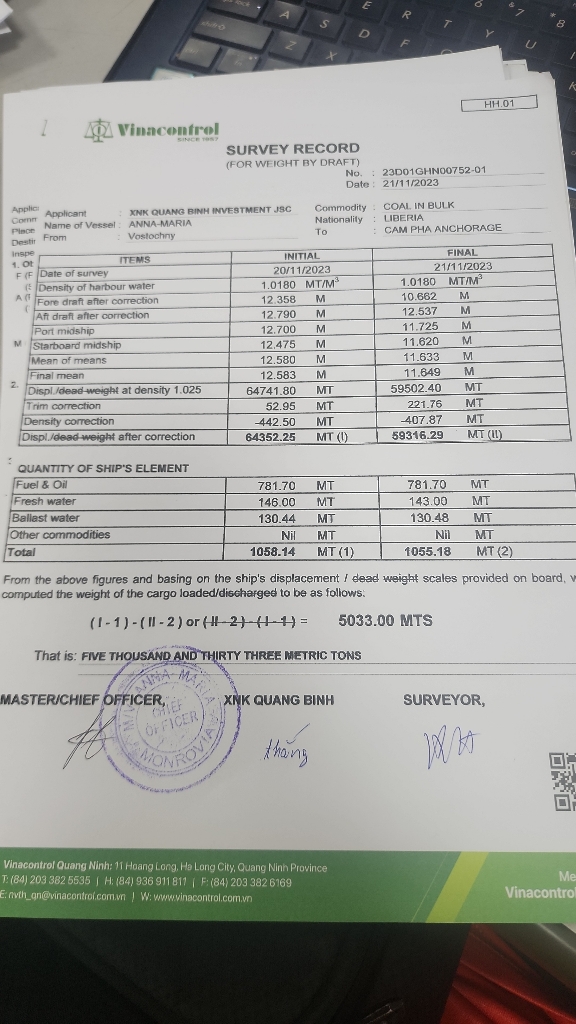 HH.01
1
Vinacontrol
SINCE 1957
SURVEY RECORD
(FOR WEIGHT BY DRAFT)
No. : 23D01GHN00752-01
Date : 21/11/2023
Applicant : XNK QUANG BINH INVESTMENT JSC Commodity : COAL IN BULK
Name of Vessel : ANNA-MARIA Nationality : LIBERIA
From : Vostochny To : CAM PHA ANCHORAGE
ITEMS INITIAL FINAL
Date of survey 20/11/2023 21/11/2023
Density of harbour water 1.0180 MT/M³ 1.0180 MT/M³
Fore draft after correction 12.358 M 10.662 M
Aft draft after correction 12.790 M 12.537 M
Port midship 12.700 M 11.725 M
Starboard midship 12.475 M 11.620 M
Mean of means 12.580 M 11.633 M
Final mean 12.583 M 11.649 M
Displ./dead weight at density 1.025 64741.80 MT 59502.40 MT
Trim correction 52.95 MT 221.76 MT
Density correction -442.50 MT -407.87 MT
Displ./dead weight after correction 64352.25 MT (I) 59316.29 MT (II)
QUANTITY OF SHIP'S ELEMENT
Fuel & Oil 781.70 MT 781.70 MT
Fresh water 146.00 MT 143.00 MT
Ballast water 130.44 MT 130.48 MT
Other commodities Nil MT Nil MT
Total 1058.14 MT (1) 1055.18 MT (2)
From the above figures and basing on the ship's displacement / dead weight scales provided on board, w
computed the weight of the cargo loaded/discharged to be as follows:
( I - 1 ) - ( II - 2 ) or ( II - 2 ) - ( I - 1 ) = 5033.00 MTS
That is: FIVE THOUSAND AND THIRTY THREE METRIC TONS
MASTER/CHIEF OFFICER, XNK QUANG BINH SURVEYOR,
M/V ANNA-MARIA
CHIEF
OFFICER
MONROVIA
thắng
Vinacontrol Quang Ninh: 11 Hoang Long, Ha Long City, Quang Ninh Province
T: (84) 203 382 5535 | H: (84) 936 911 811 | F: (84) 203 382 6169
E: nvth_qn@vinacontrol.com.vn | W: www.vinacontrol.com.vn
Me
Vinacontrol